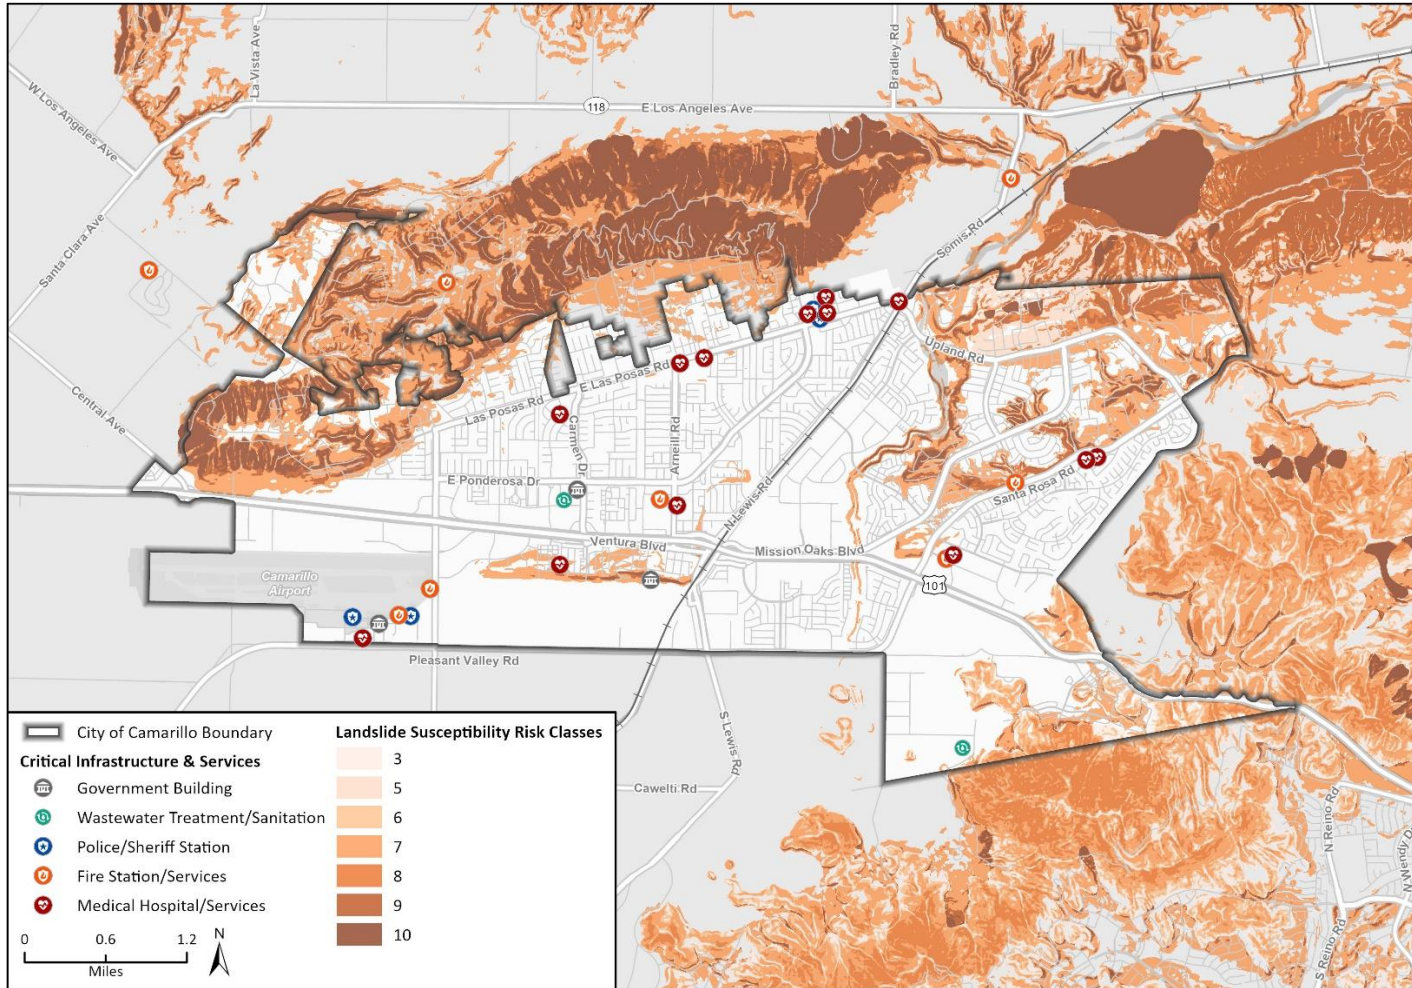 La Vista Ave
Bradley Rd
W Los Angeles Ave
118
E Los Angeles Ave
Santa Clara Ave
Somis Rd
Upland Rd
Central Ave
E Las Posas Rd
Las Posas Rd
Carmen Dr
Arneill Rd
E Ponderosa Dr
N Lewis Rd
Santa Rosa Rd
Ventura Blvd
Mission Oaks Blvd
101
Camarillo
Airport
Pleasant Valley Rd
S Lewis Rd
Cawelti Rd
N Reino Rd
N Wendy D
S Reino Rd
City of Camarillo Boundary
Critical Infrastructure & Services
Government Building
Wastewater Treatment/Sanitation
Police/Sheriff Station
Fire Station/Services
Medical Hospital/Services
0 0.6 1.2
Miles
N
Landslide Susceptibility Risk Classes
3
5
6
7
8
9
10